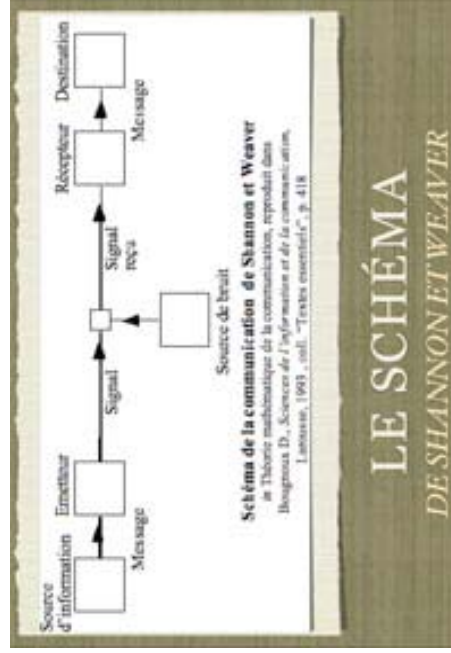 Source
d'information
Emetteur
Récepteur
Destination
Message
Signal
Signal
reçu
Message
Source de bruit
Schéma de la communication de Shannon et Weaver
in Théorie mathématique de la communication, reproduit dans
Bougnoux D., Sciences de l'information et de la communication,
Larousse, 1993 , coll. "Textes essentiels", p. 418
LE SCHÉMA
DE SHANNON ET WEAVER